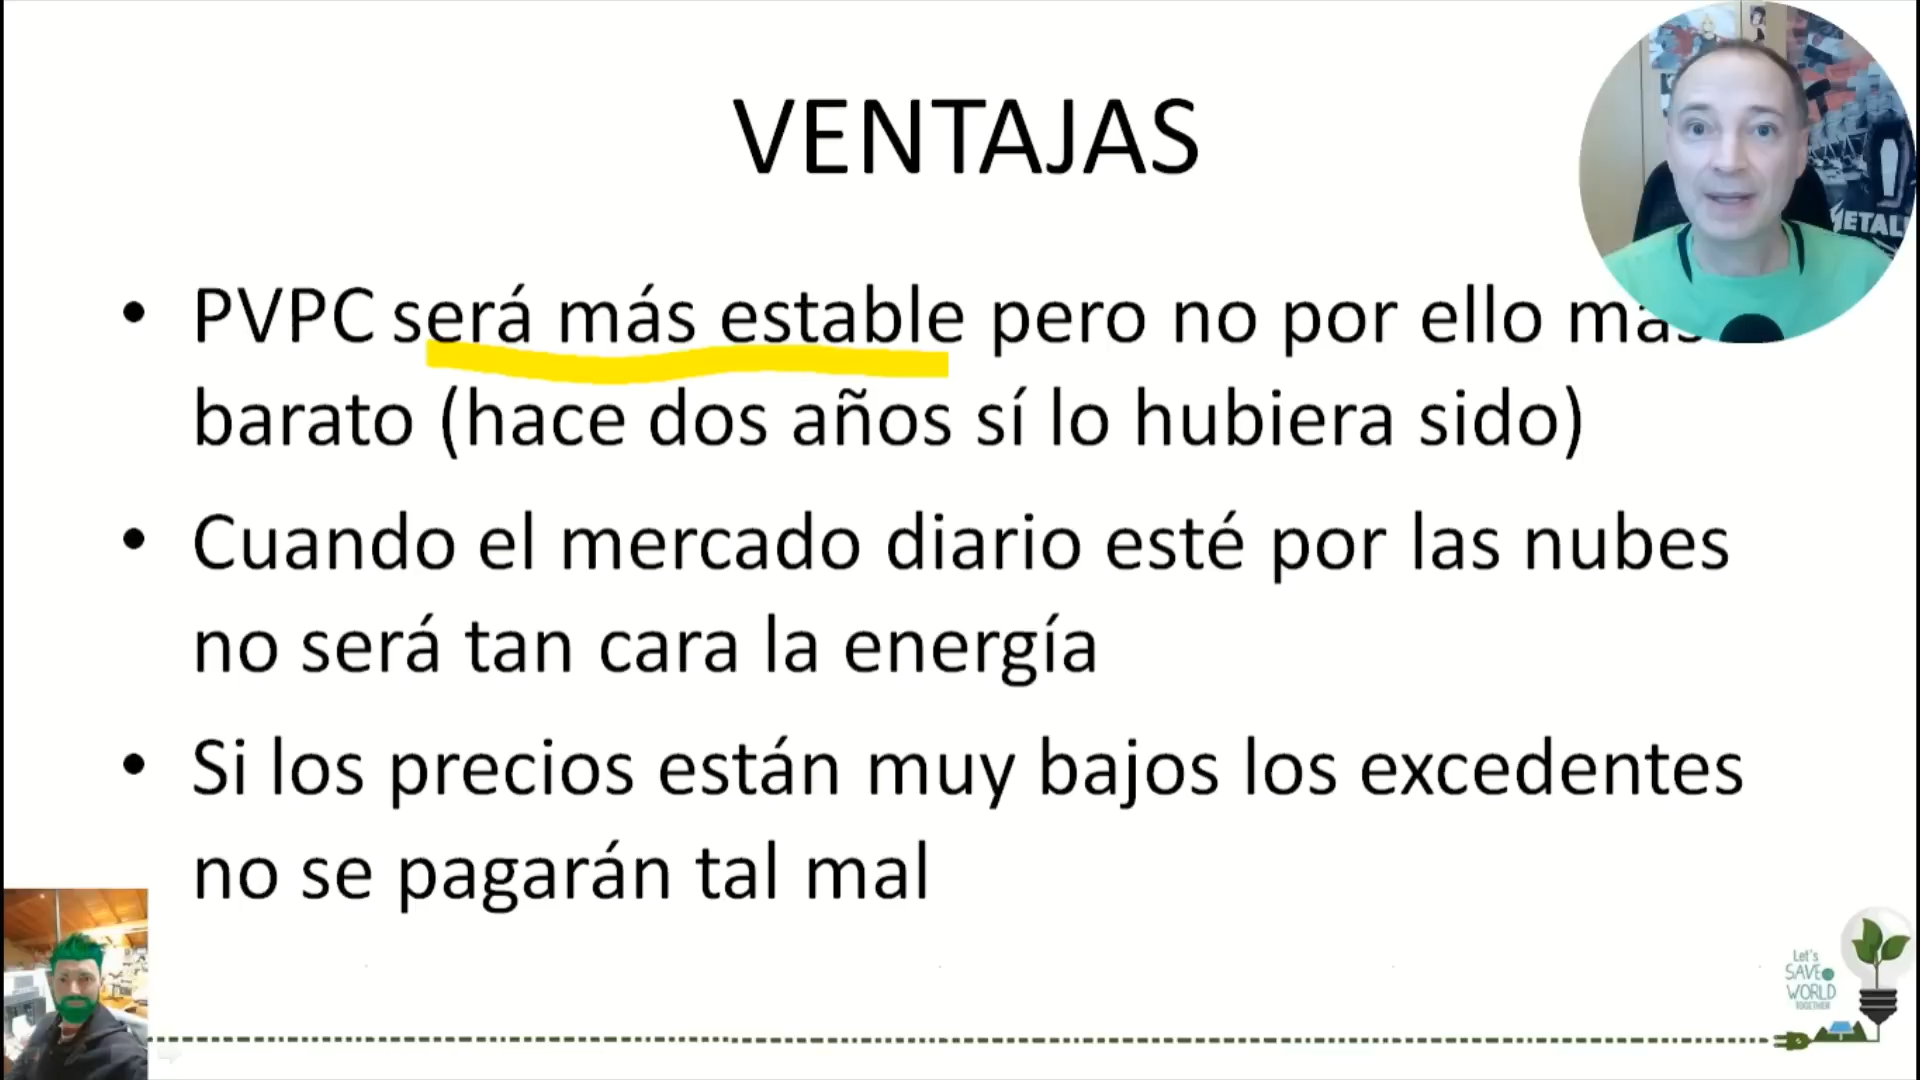 VENTAJAS
• PVPC será más estable pero no por ello más
barato (hace dos años sí lo hubiera sido)
• Cuando el mercado diario esté por las nubes
no será tan cara la energía
• Si los precios están muy bajos los excedentes
no se pagarán tal mal
METAL
Let's
SAVE
WORLD
TOGETHER